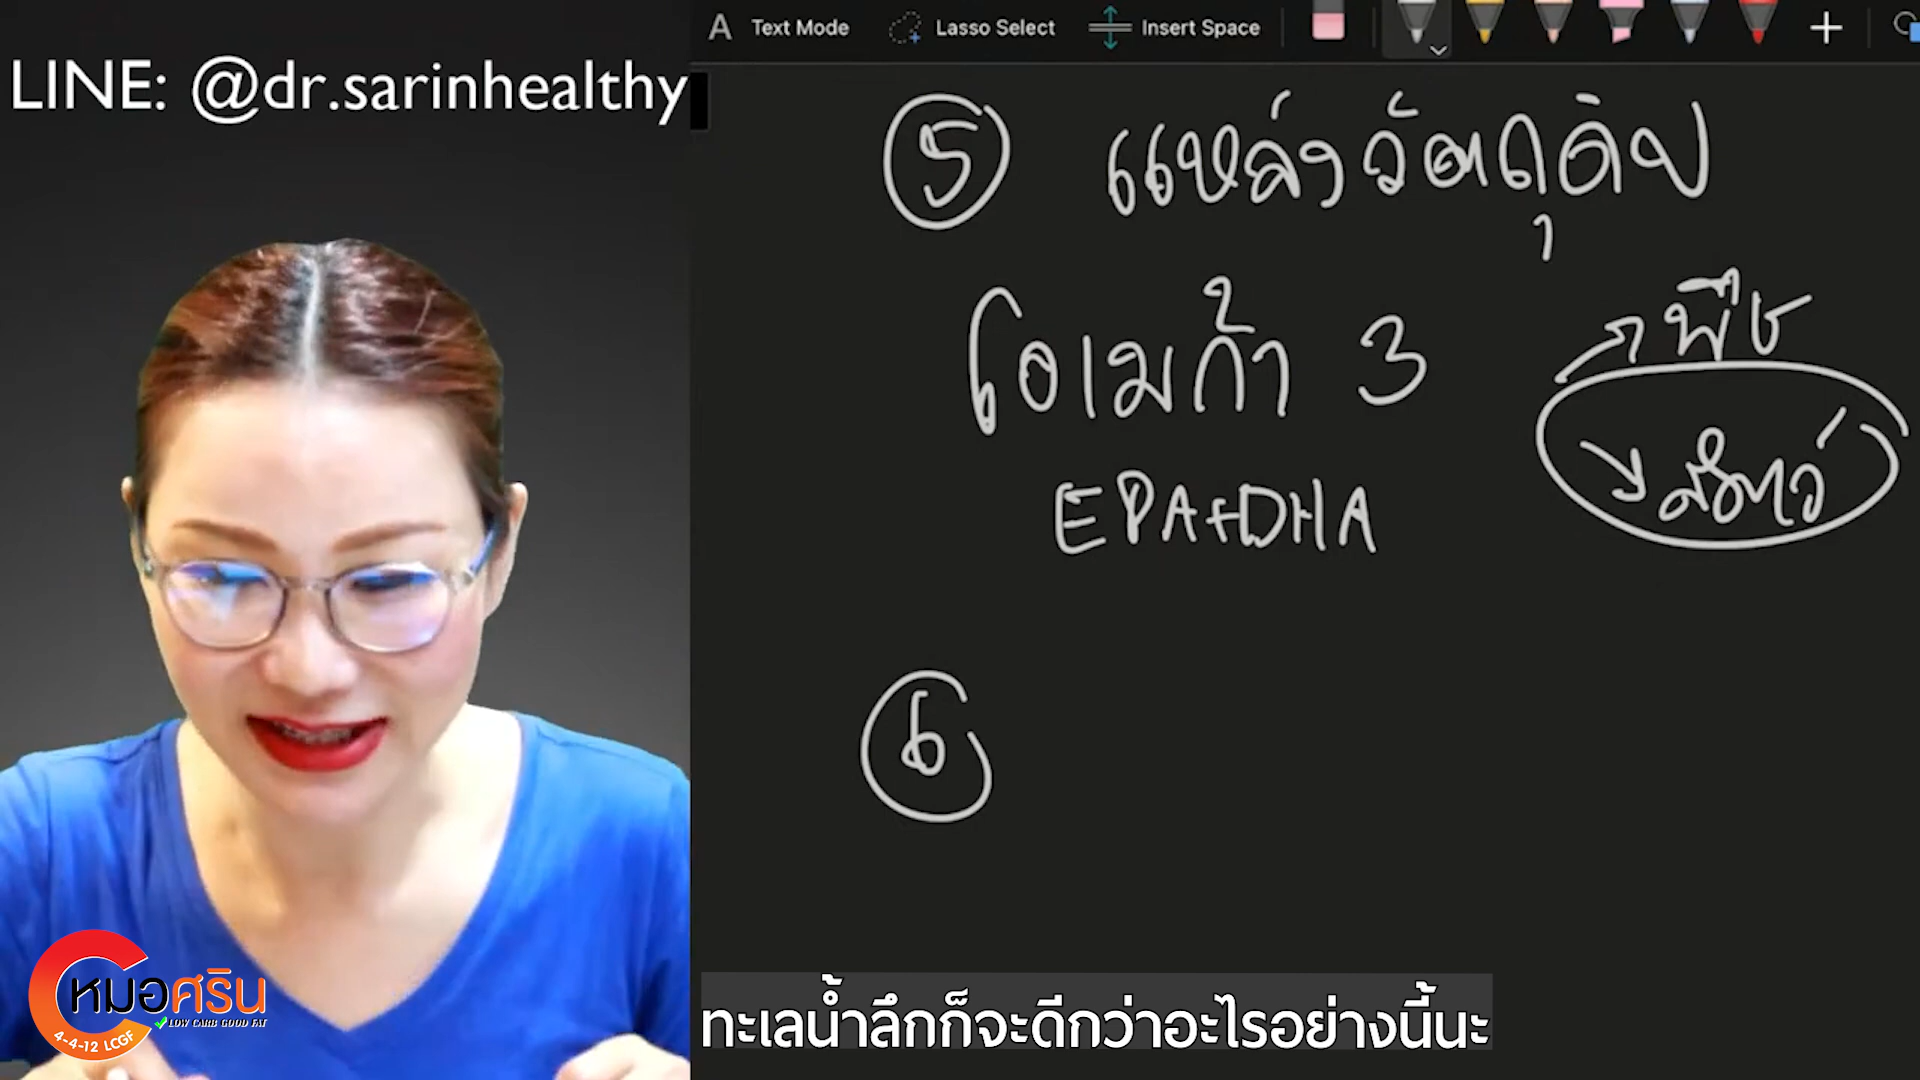 LINE: @dr.sarinhealthy
A Text Mode Lasso Select Insert Space
5 แหล่งวัตถุดิบ
โอเมก้า 3
พืช
สัตว์
EPA+DHA
6
หมอศริน
LOW CARB GOOD FAT
4-4-12 LCGF
ทะเลน้ำลึกก็จะดีกว่าอะไรอย่างนี้นะ